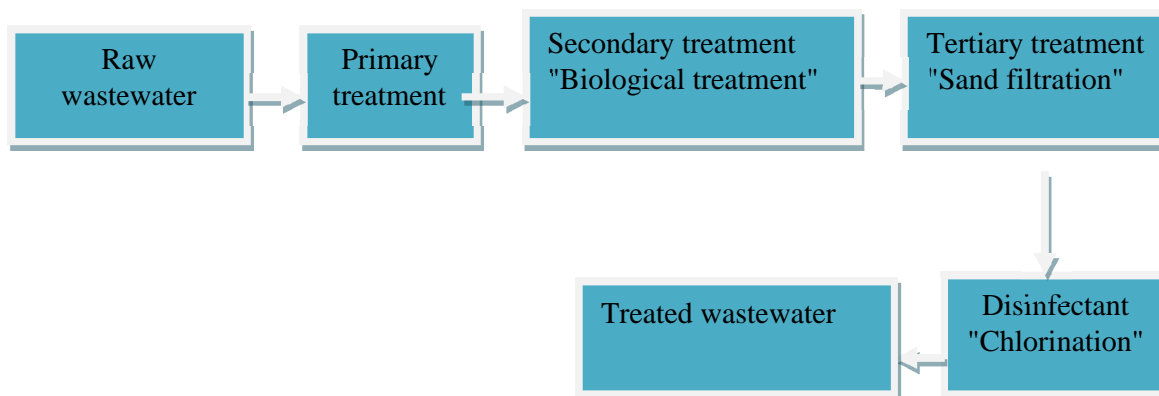 Raw
wastewater
Primary
treatment
Secondary treatment
"Biological treatment"
Tertiary treatment
"Sand filtration"
Disinfectant
"Chlorination"
Treated wastewater